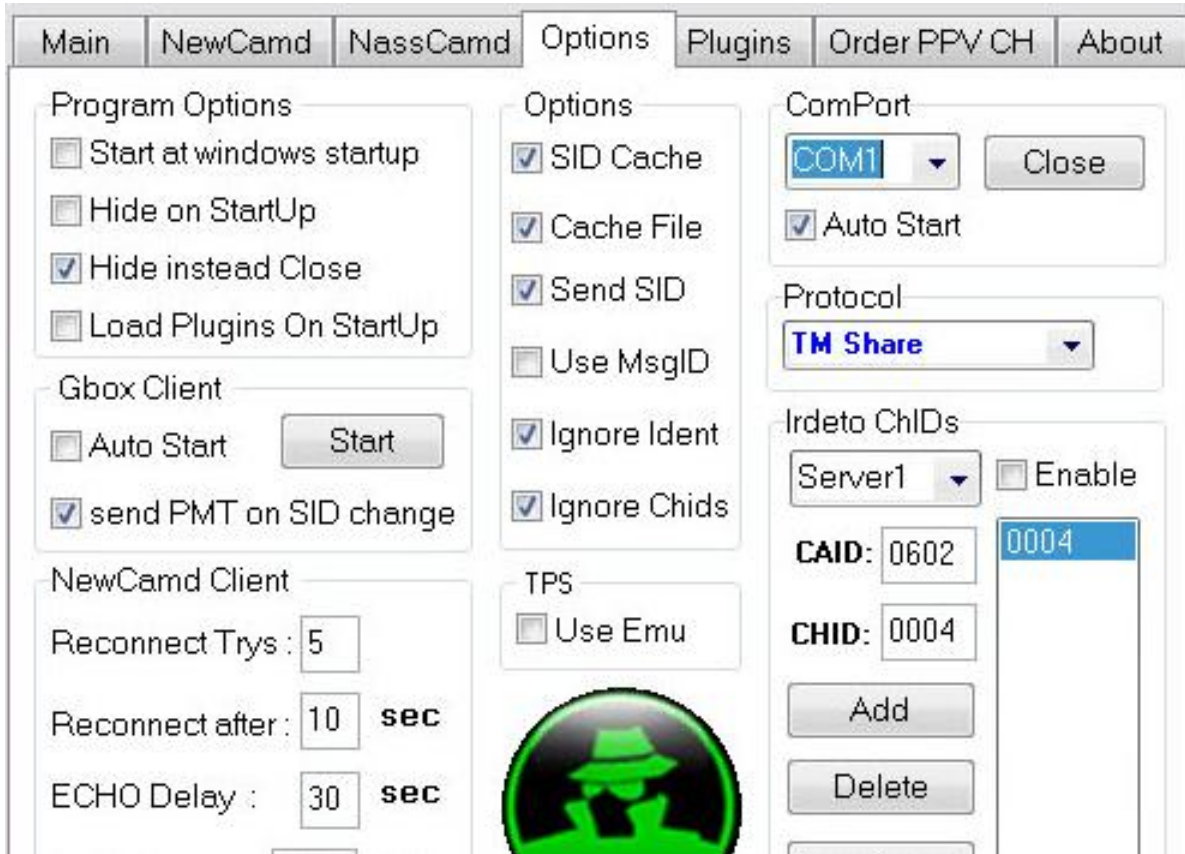 Main NewCamd NassCamd Options Plugins Order PPV CH About
Program Options
Start at windows startup
Hide on StartUp
Hide instead Close
Load Plugins On StartUp
Gbox Client
Auto Start Start
send PMT on SID change
NewCamd Client
Reconnect Trys : 5
Reconnect after : 10 sec
ECHO Delay : 30 sec
Options
SID Cache
Cache File
Send SID
Use MsgID
Ignore Ident
Ignore Chids
TPS
Use Emu
ComPort
COM1 Close
Auto Start
Protocol
TM Share
Irdeto ChIDs
Server1 Enable
CAID: 0602
0004
CHID: 0004
Add
Delete